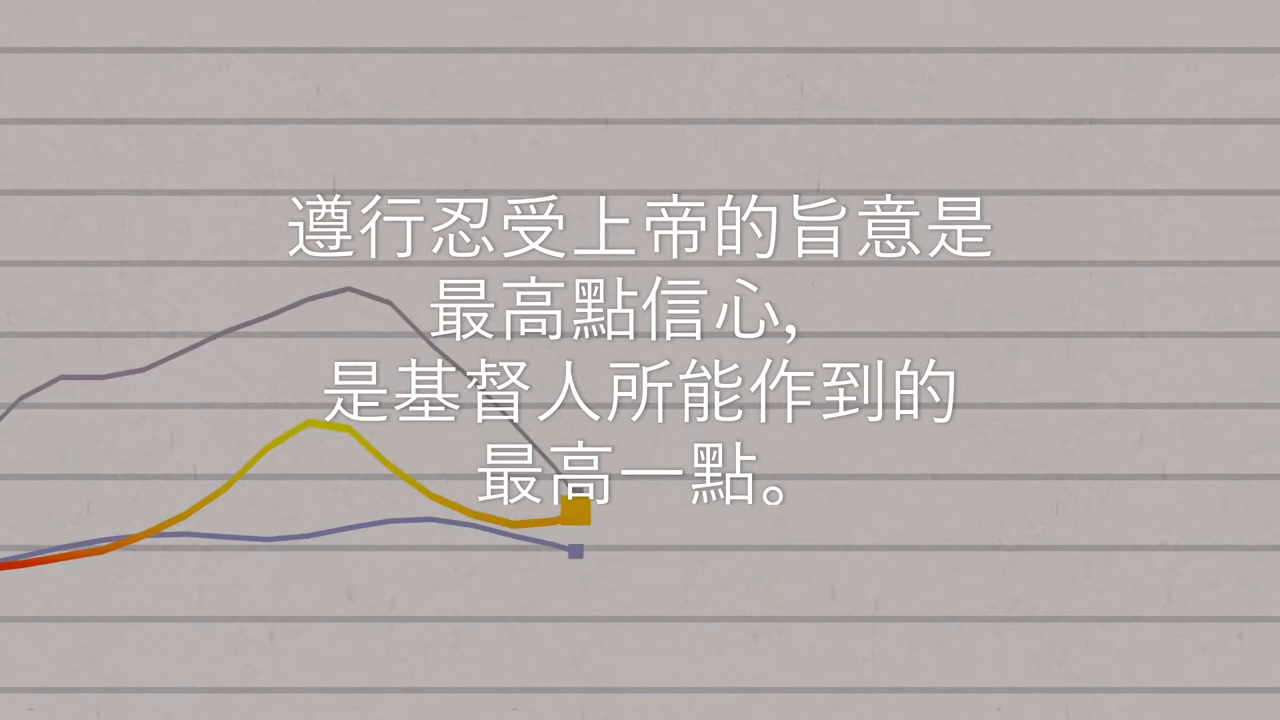 遵行忍受上帝的旨意是
最高點信心,
是基督人所能作到的
最高一點。